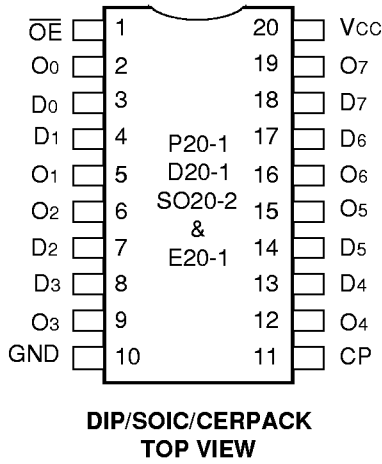 OE 1 20 Vcc
O0 2 19 O7
D0 3 18 D7
D1 4 17 D6
P20-1
O1 5 16 O6
D20-1
O2 6 SO20-2 15 O5
&
D2 7 14 D5
E20-1
D3 8 13 D4
O3 9 12 O4
GND 10 11 CP
DIP/SOIC/CERPACK
TOP VIEW